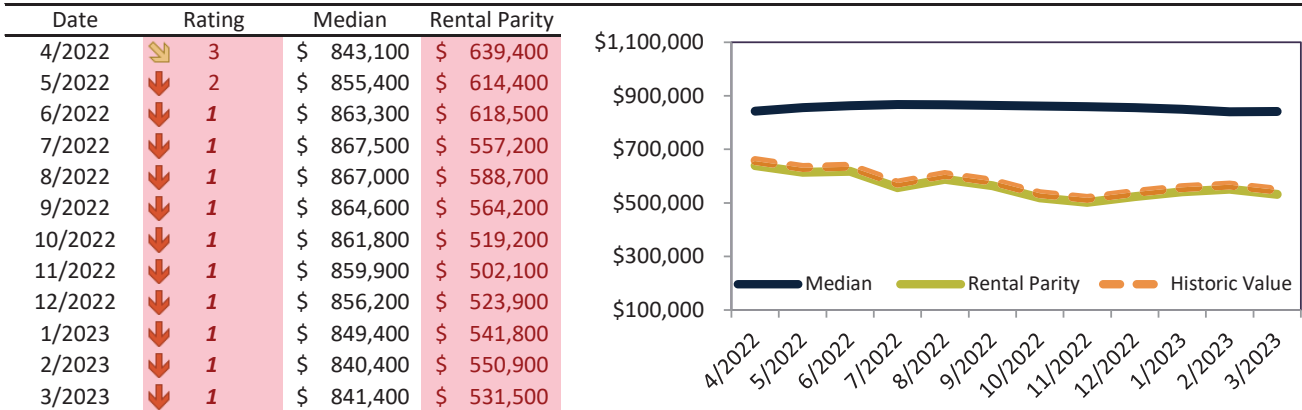 Date Rating Median Rental Parity
4/2022 3 $ 843,100 $ 639,400
5/2022 2 $ 855,400 $ 614,400
6/2022 1 $ 863,300 $ 618,500
7/2022 1 $ 867,500 $ 557,200
8/2022 1 $ 867,000 $ 588,700
9/2022 1 $ 864,600 $ 564,200
10/2022 1 $ 861,800 $ 519,200
11/2022 1 $ 859,900 $ 502,100
12/2022 1 $ 856,200 $ 523,900
1/2023 1 $ 849,400 $ 541,800
2/2023 1 $ 840,400 $ 550,900
3/2023 1 $ 841,400 $ 531,500
$1,100,000
$900,000
$700,000
$500,000
$300,000
$100,000
Median Rental Parity Historic Value
4/2022 5/2022 6/2022 7/2022 8/2022 9/2022 10/2022 11/2022 12/2022 1/2023 2/2023 3/2023